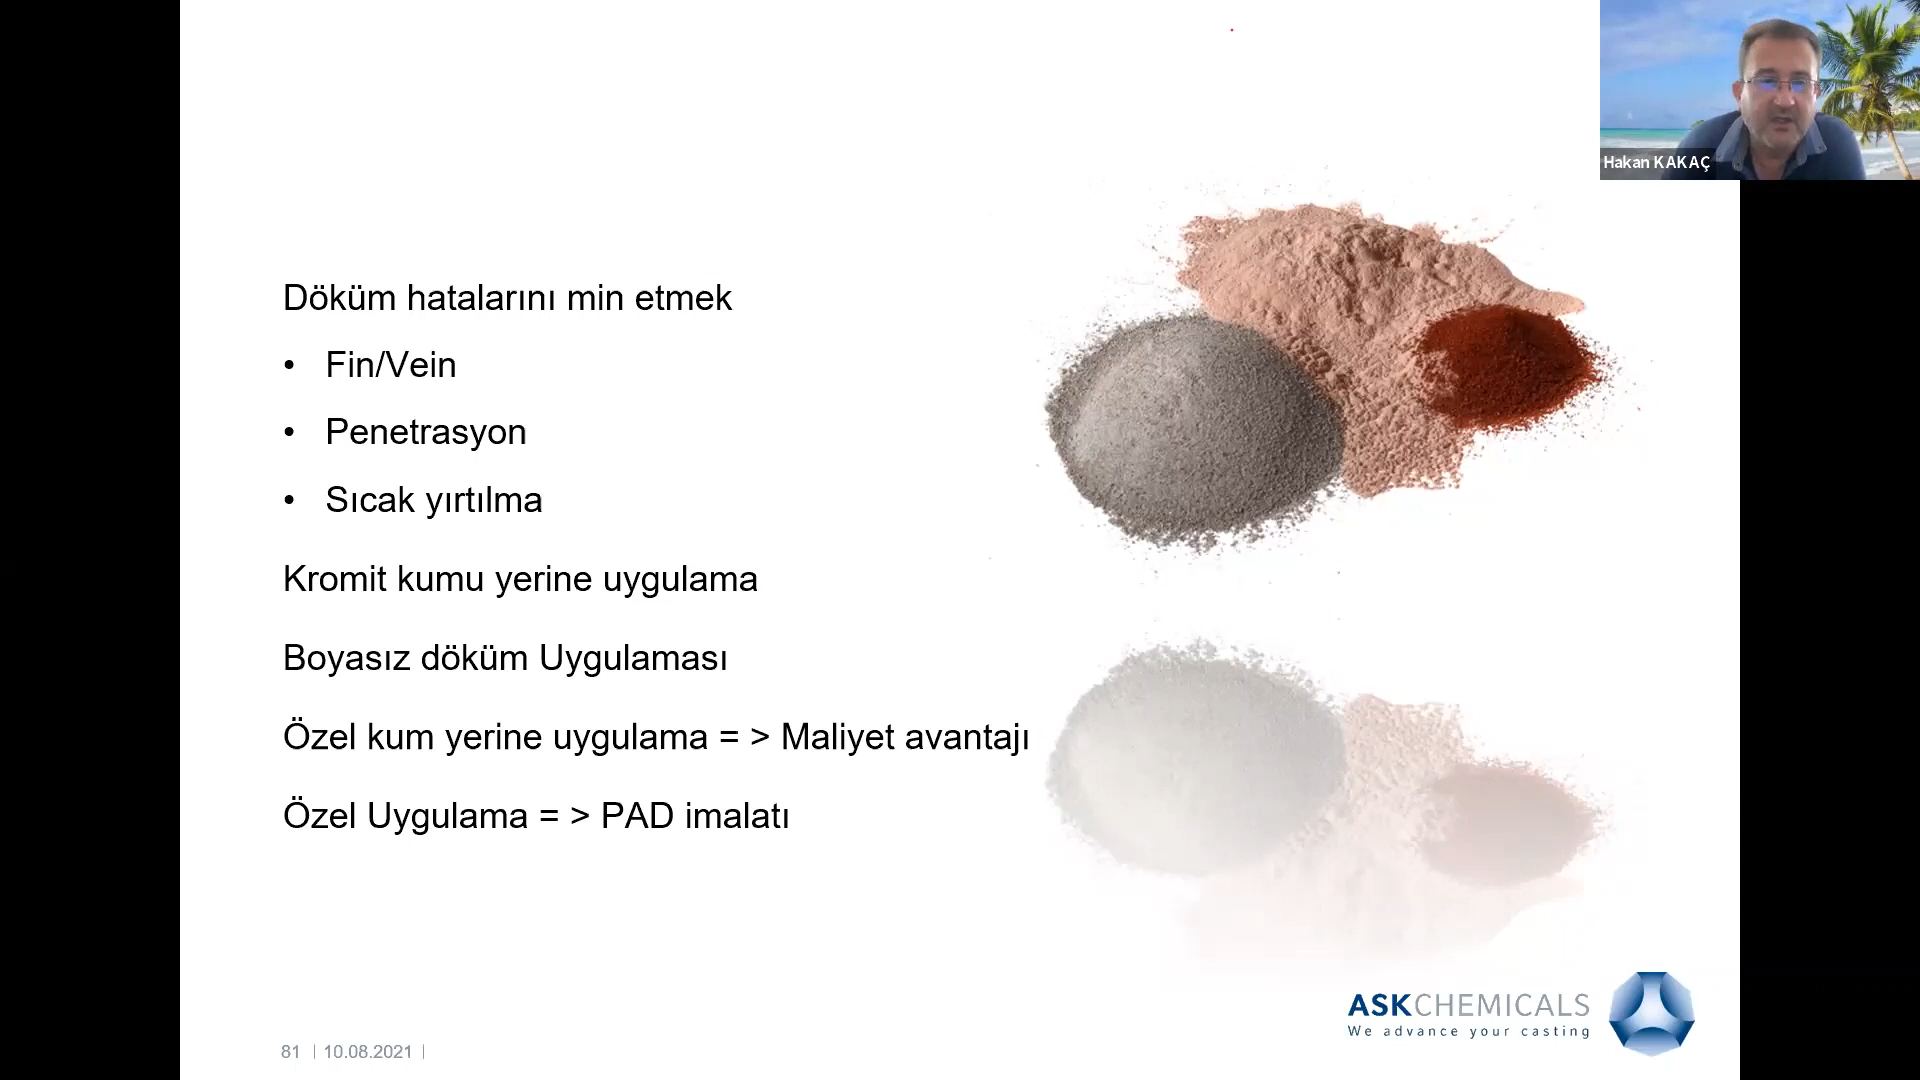 Hakan KAKAÇ
Döküm hatalarını min etmek
• Fin/Vein
• Penetrasyon
• Sıcak yırtılma
Kromit kumu yerine uygulama
Boyasız döküm Uygulaması
Özel kum yerine uygulama = > Maliyet avantajı
Özel Uygulama = > PAD imalatı
ASKCHEMICALS
We advance your casting
81 | 10.08.2021 |